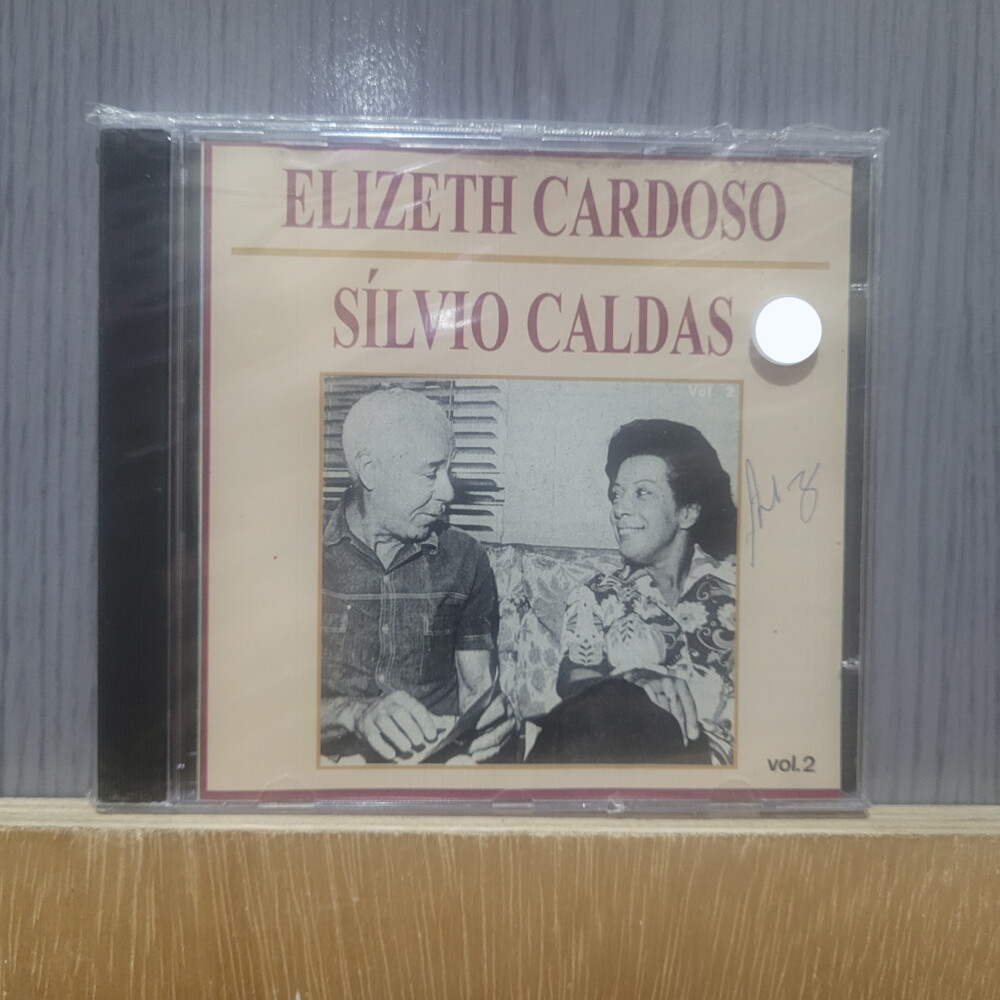 ELIZETH CARDOSO
SÍLVIO CALDAS
Vol 2
vol.2